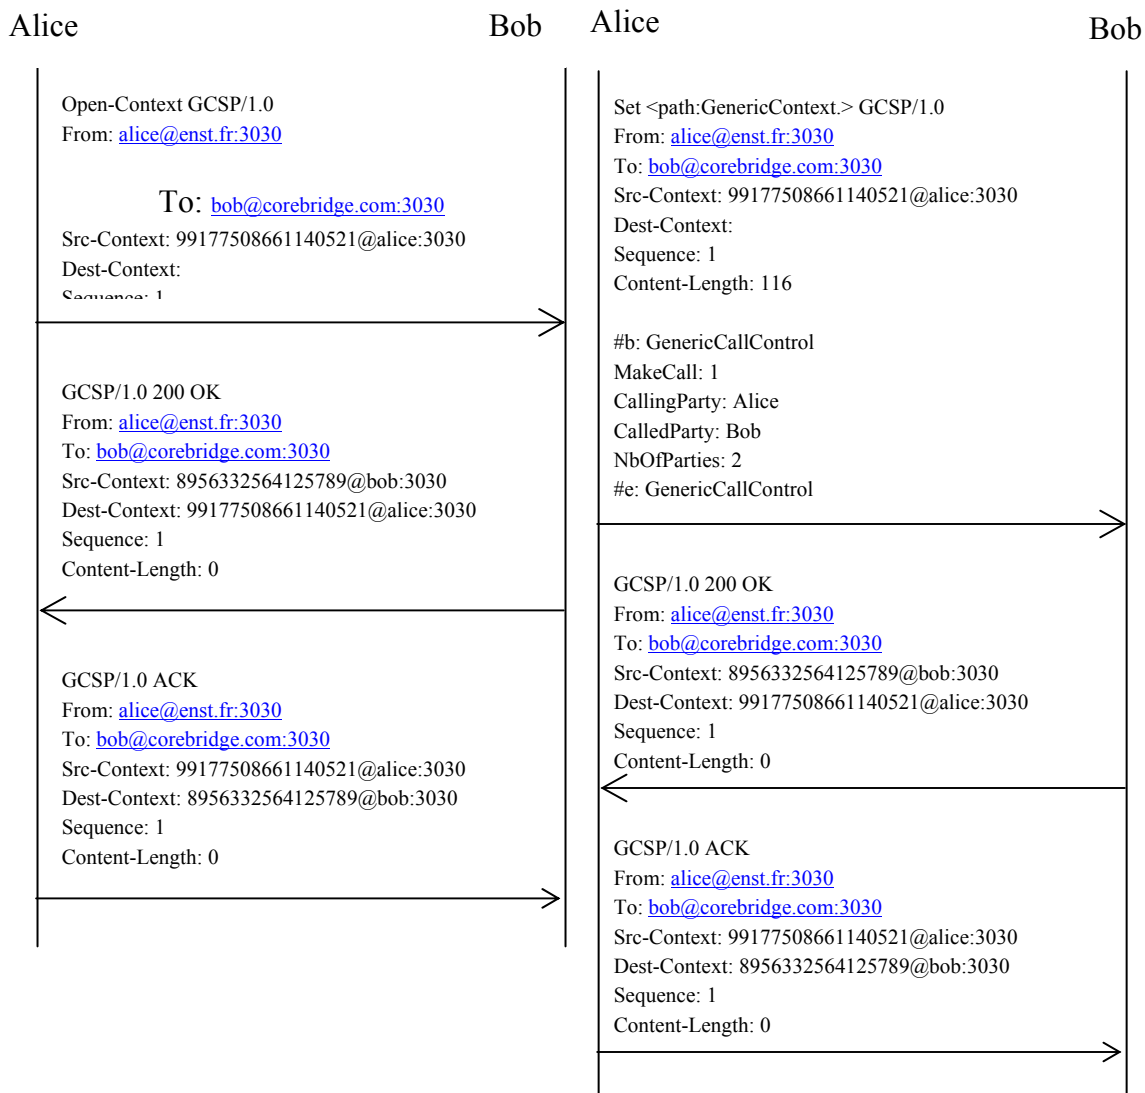 Alice
Bob
Open-Context GCSP/1.0
From: alice@enst.fr:3030
To: bob@corebridge.com:3030
Src-Context: 99177508661140521@alice:3030
Dest-Context:
Sequence: 1
GCSP/1.0 200 OK
From: alice@enst.fr:3030
To: bob@corebridge.com:3030
Src-Context: 8956332564125789@bob:3030
Dest-Context: 99177508661140521@alice:3030
Sequence: 1
Content-Length: 0
GCSP/1.0 ACK
From: alice@enst.fr:3030
To: bob@corebridge.com:3030
Src-Context: 99177508661140521@alice:3030
Dest-Context: 8956332564125789@bob:3030
Sequence: 1
Content-Length: 0
Alice
Bob
Set <path:GenericContext.> GCSP/1.0
From: alice@enst.fr:3030
To: bob@corebridge.com:3030
Src-Context: 99177508661140521@alice:3030
Dest-Context:
Sequence: 1
Content-Length: 116
#b: GenericCallControl
MakeCall: 1
CallingParty: Alice
CalledParty: Bob
NbOfParties: 2
#e: GenericCallControl
GCSP/1.0 200 OK
From: alice@enst.fr:3030
To: bob@corebridge.com:3030
Src-Context: 8956332564125789@bob:3030
Dest-Context: 99177508661140521@alice:3030
Sequence: 1
Content-Length: 0
GCSP/1.0 ACK
From: alice@enst.fr:3030
To: bob@corebridge.com:3030
Src-Context: 99177508661140521@alice:3030
Dest-Context: 8956332564125789@bob:3030
Sequence: 1
Content-Length: 0